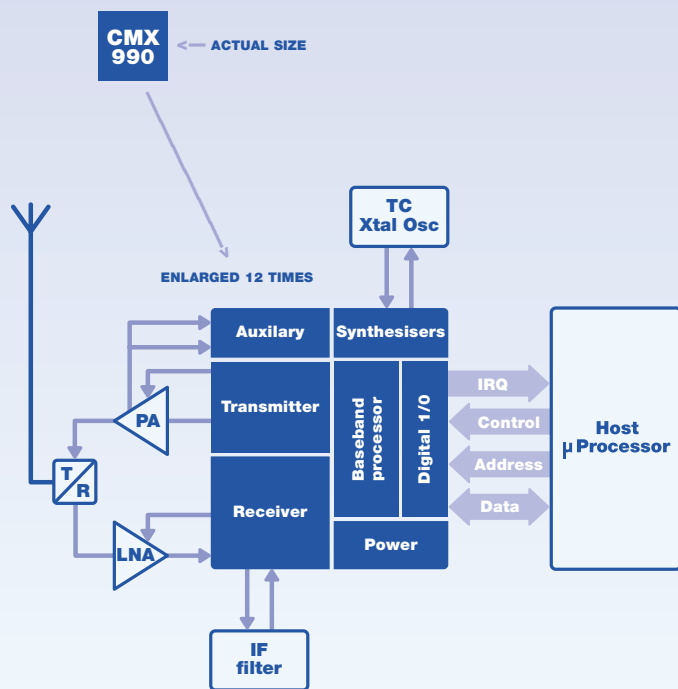 CMX
990
ACTUAL SIZE
TC
Xtal Osc
ENLARGED 12 TIMES
Auxilary
Synthesisers
IRQ
Transmitter
PA
Baseband
processor
Digital 1/0
Control
Host
µ Processor
Address
T
R
Receiver
Data
LNA
Power
IF
filter